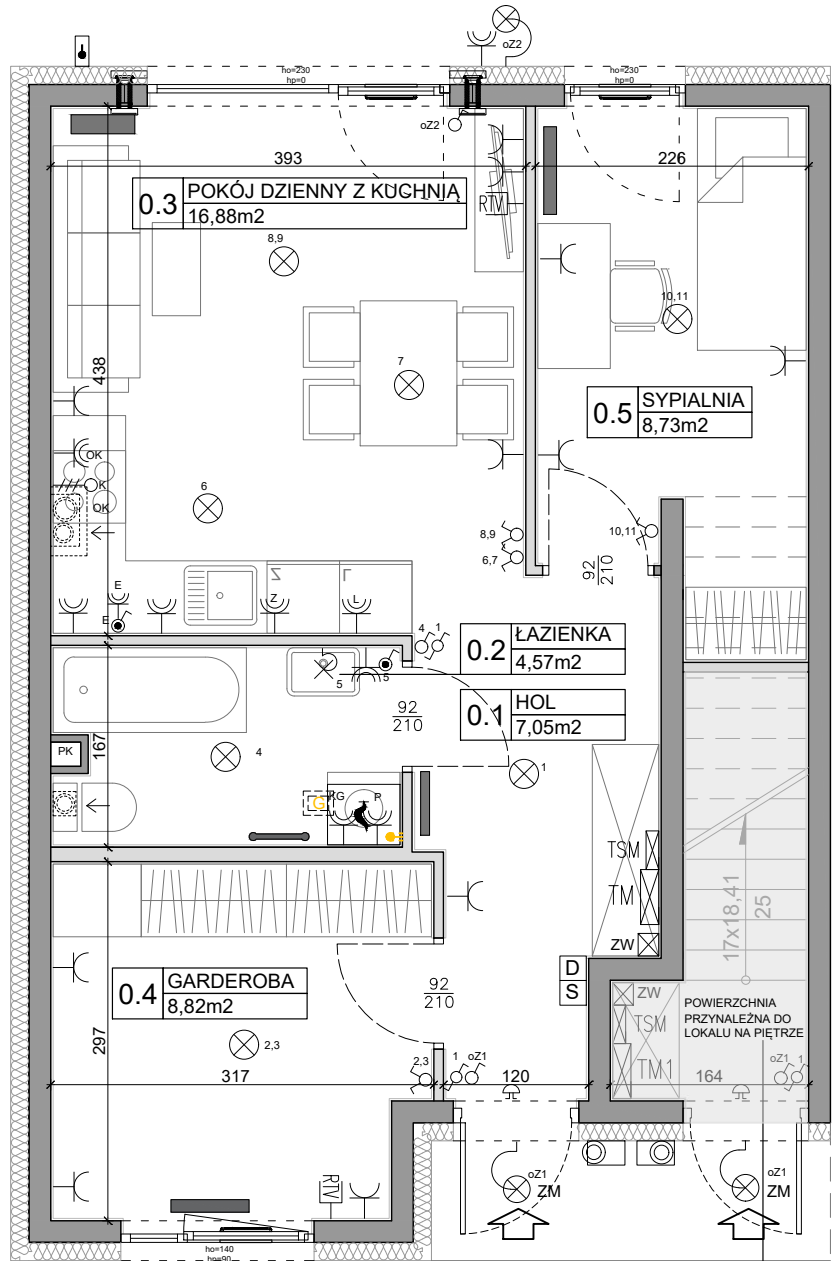 oZ2
ho=230
hp=0
ho=230
hp=0
oZ2
393
226
0.3
POKÓJ DZIENNY Z KUCHNIĄ
16,88m2
RTV
8,9
10,11
438
7
0.5
SYPIALNIA
8,73m2
OK
OK
OK
6
8,9
6,7
10,11
92
210
E
E
Z
L
4
1
0.2
ŁAZIENKA
4,57m2
5
5
0.1
HOL
7,05m2
92
210
PK
167
4
1
G
KG
P
TSM
TM
ZW
17x18,41
25
D
S
0.4
GARDEROBA
8,82m2
92
210
ZW
TSM
TM1
POWIERZCHNIA
PRZYNALEŻNA DO
LOKALU NA PIĘTRZE
297
2,3
2,3
1
oZ1
oZ1
1
317
120
164
RTV
oZ1
ZM
oZ1
ZM
ho=140
hp=90